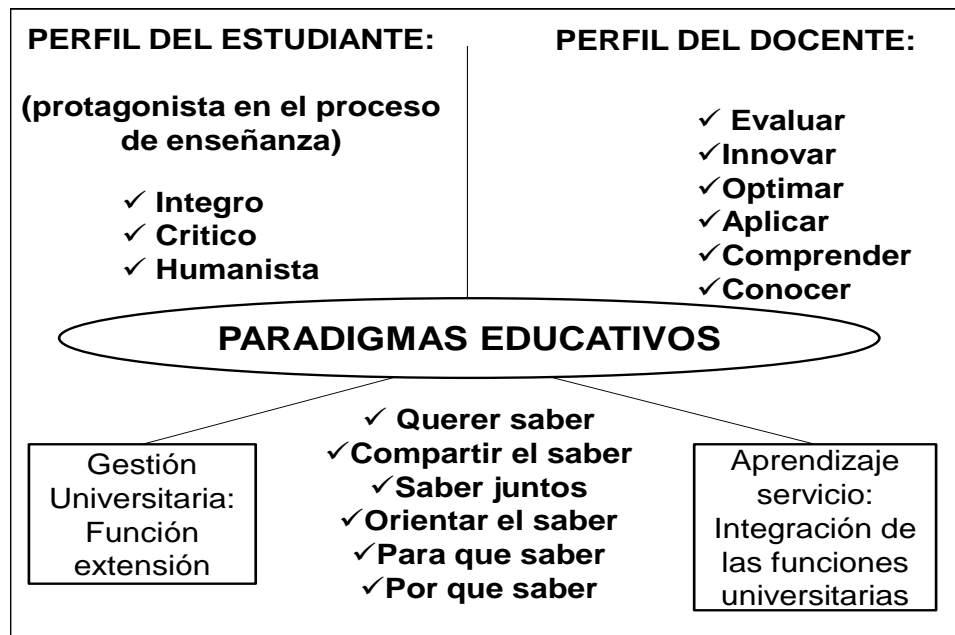 PERFIL DEL ESTUDIANTE:
(protagonista en el proceso
de enseñanza)
✓ Integro
✓ Critico
✓ Humanista
PERFIL DEL DOCENTE:
✓ Evaluar
✓Innovar
✓Optimar
✓Aplicar
✓Comprender
✓Conocer
PARADIGMAS EDUCATIVOS
Gestión
Universitaria:
Función
extensión
✓ Querer saber
✓Compartir el saber
✓Saber juntos
✓Orientar el saber
✓Para que saber
✓Por que saber
Aprendizaje
servicio:
Integración de
las funciones
universitarias